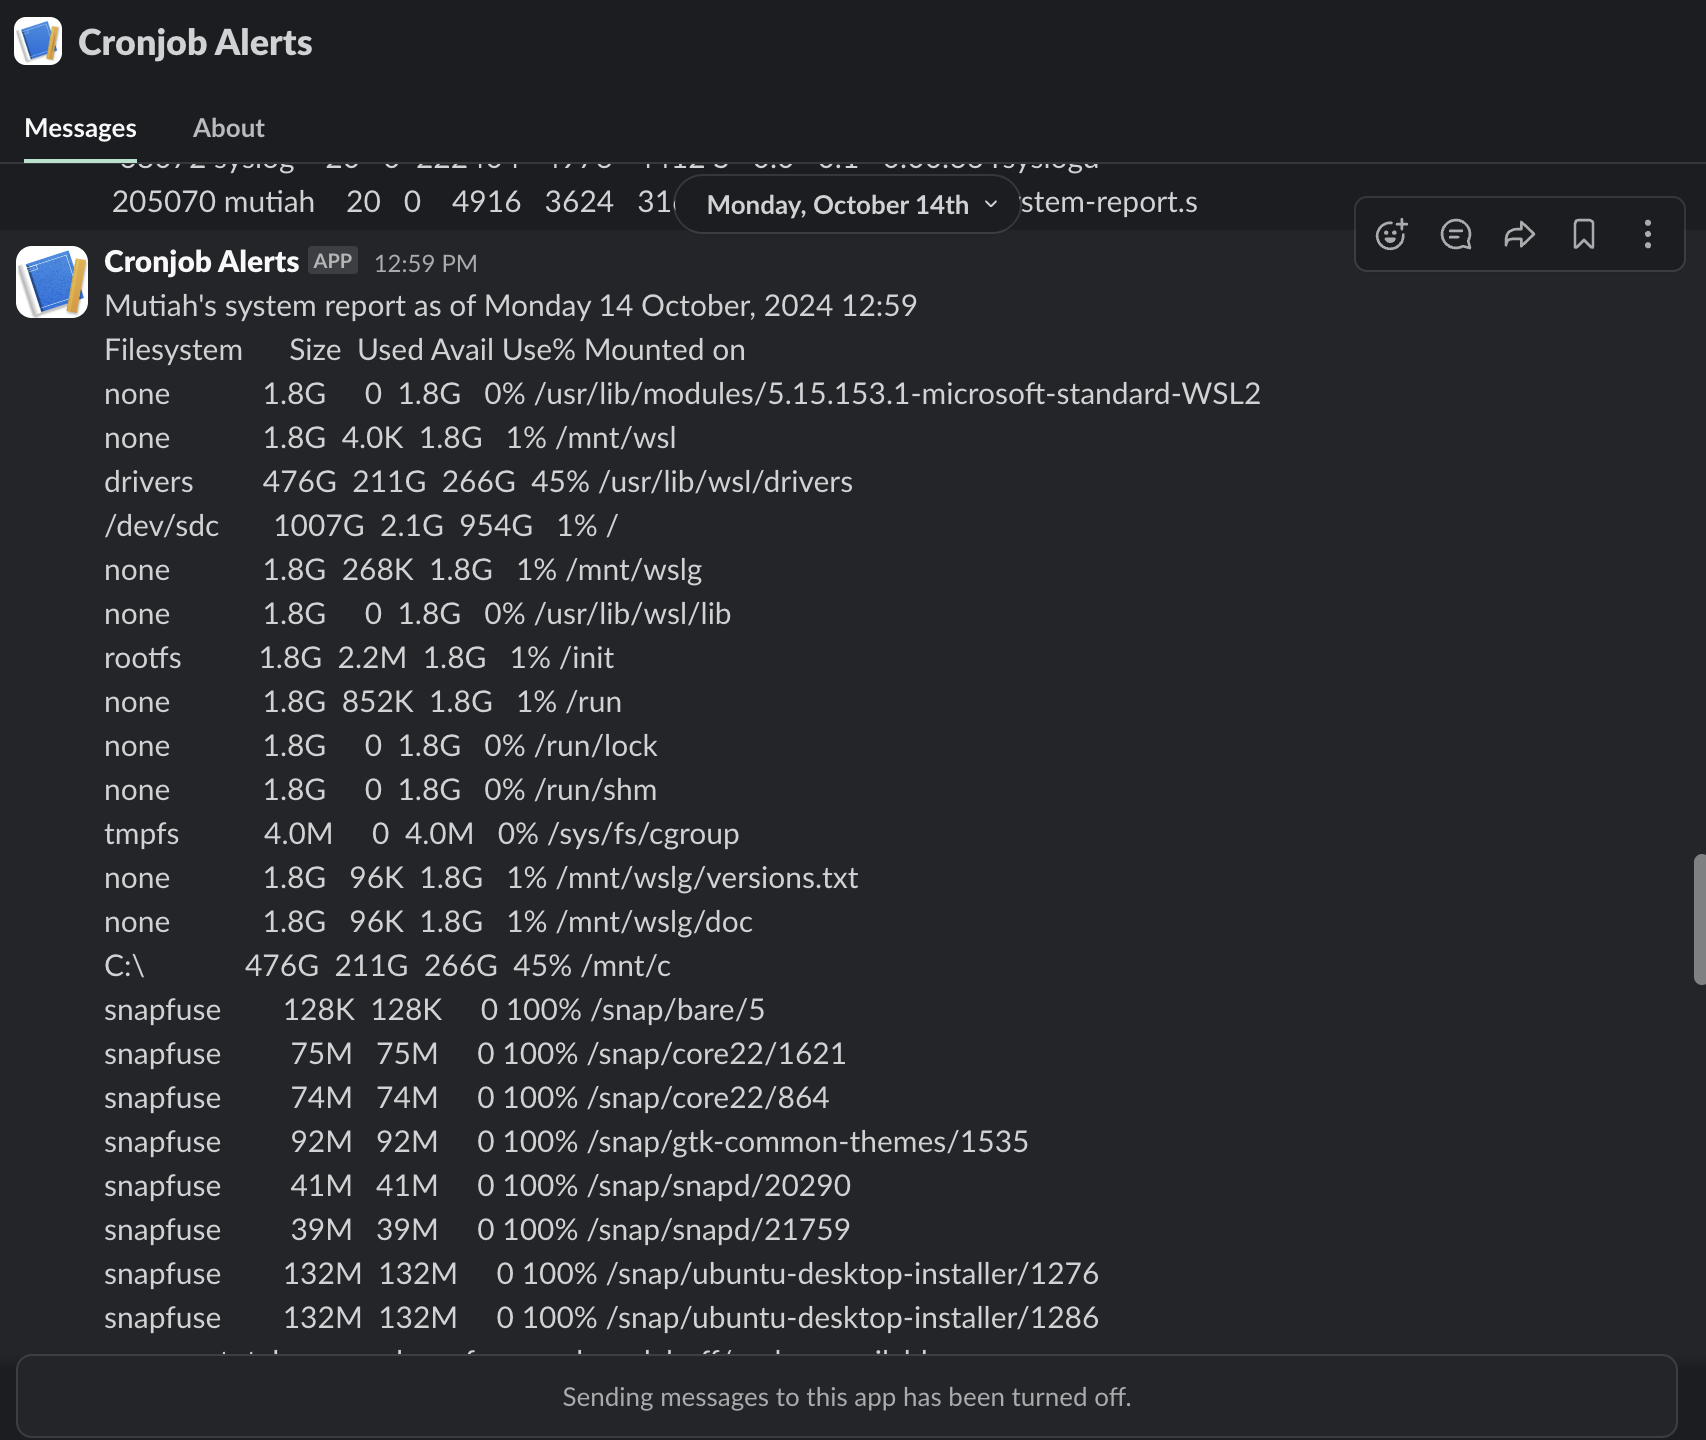 Cronjob Alerts
Messages About
205070 mutiah 20 0 4916 3624
Monday, October 14th
Cronjob Alerts APP 12:59 PM
Mutiah's system report as of Monday 14 October, 2024 12:59
Filesystem Size Used Avail Use% Mounted on
none 1.8G 0 1.8G 0% /usr/lib/modules/5.15.153.1-microsoft-standard-WSL2
none 1.8G 4.0K 1.8G 1% /mnt/wsl
drivers 476G 211G 266G 45% /usr/lib/wsl/drivers
/dev/sdc 1007G 2.1G 954G 1% /
none 1.8G 268K 1.8G 1% /mnt/wslg
none 1.8G 0 1.8G 0% /usr/lib/wsl/lib
rootfs 1.8G 2.2M 1.8G 1% /init
none 1.8G 852K 1.8G 1% /run
none 1.8G 0 1.8G 0% /run/lock
none 1.8G 0 1.8G 0% /run/shm
tmpfs 4.0M 0 4.0M 0% /sys/fs/cgroup
none 1.8G 96K 1.8G 1% /mnt/wslg/versions.txt
none 1.8G 96K 1.8G 1% /mnt/wslg/doc
C:\ 476G 211G 266G 45% /mnt/c
snapfuse 128K 128K 0 100% /snap/bare/5
snapfuse 75M 75M 0 100% /snap/core22/1621
snapfuse 74M 74M 0 100% /snap/core22/864
snapfuse 92M 92M 0 100% /snap/gtk-common-themes/1535
snapfuse 41M 41M 0 100% /snap/snapd/20290
snapfuse 39M 39M 0 100% /snap/snapd/21759
snapfuse 132M 132M 0 100% /snap/ubuntu-desktop-installer/1276
snapfuse 132M 132M 0 100% /snap/ubuntu-desktop-installer/1286
Sending messages to this app has been turned off.